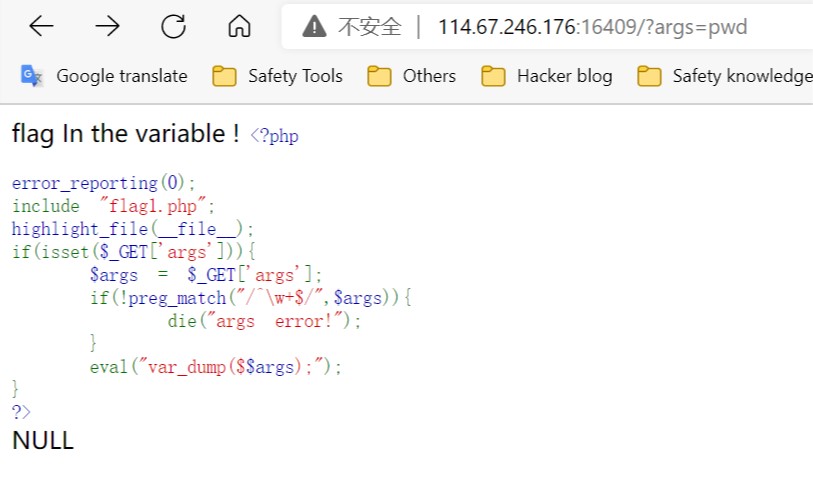 不安全 | 114.67.246.176:16409/?args=pwd
Google translate Safety Tools Others Hacker blog Safety knowledge
flag In the variable ! <?php
error_reporting(0);
include "flag1.php";
highlight_file(__file__);
if(isset($_GET['args'])){
$args = $_GET['args'];
if(!preg_match("/^\w+$/",$args)){
die("args error!");
}
eval("var_dump($$args);");
}
?>
NULL